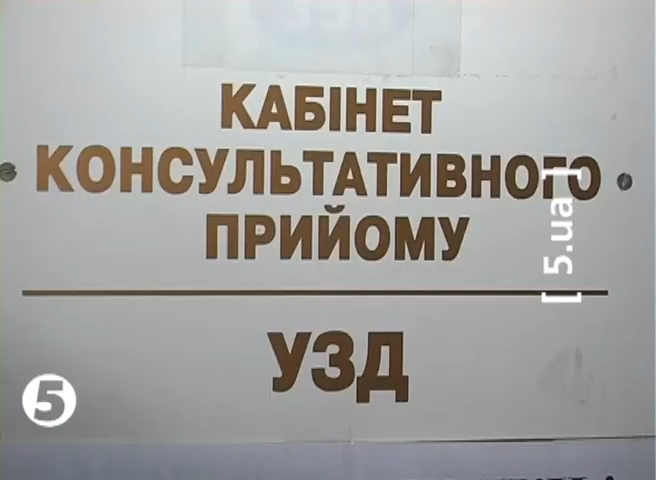 КАБІНЕТ
КОНСУЛЬТАТИВНОГО
ПРИЙОМУ
УЗД
[ 5.ua ]
5